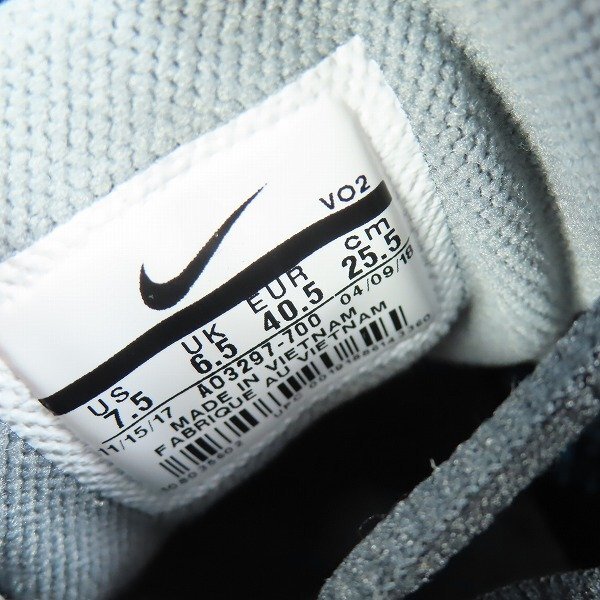 VO2
US UK EUR cm
7.5 6.5 40.5 25.5
11/15/17 AO3297-700 04/09/18
MADE IN VIETNAM
FABRIQUE AU VIETNAM
UPC